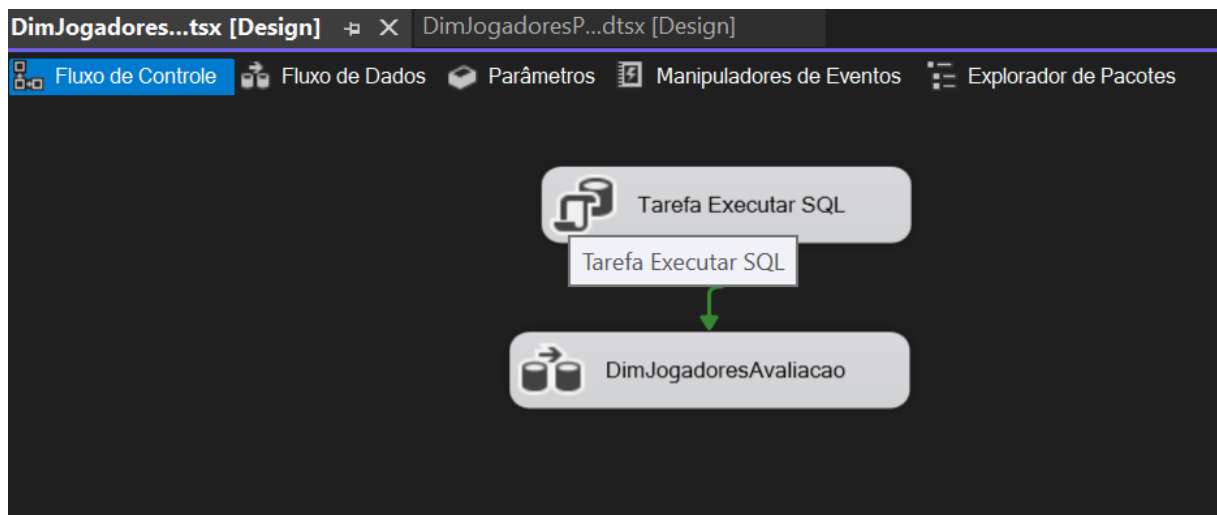 DimJogadores...tsx [Design] DimJogadoresP...dtsx [Design]
Fluxo de Controle Fluxo de Dados Parâmetros Manipuladores de Eventos Explorador de Pacotes
Tarefa Executar SQL
Tarefa Executar SQL
DimJogadoresAvaliacao